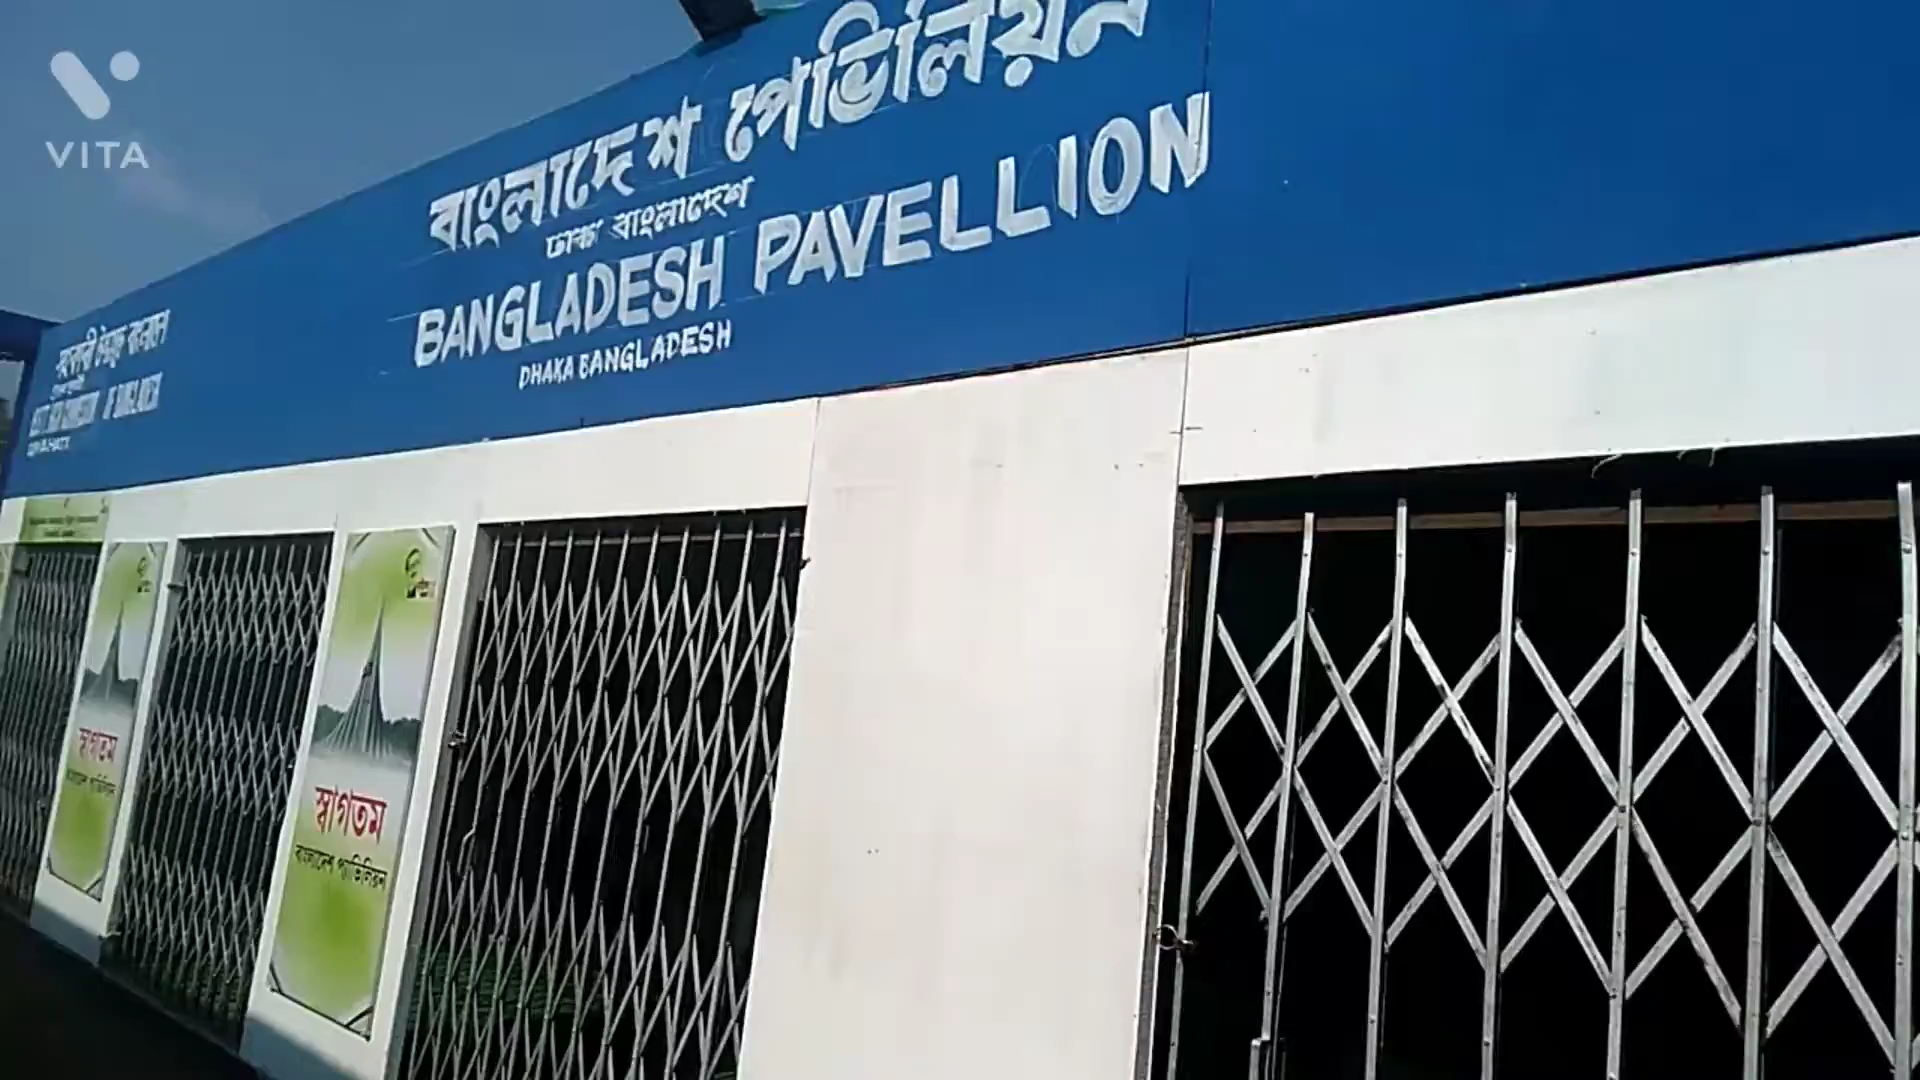 VITA
বাংলাদেশ পেভিলিয়ন
ঢাকা বাংলাদেশ
BANGLADESH PAVELLION
DHAKA BANGLADESH
স্বাগতম
বাংলাদেশ প্যাভিলিয়ন
স্বাগতম
বাংলাদেশ প্যাভিলিয়ন